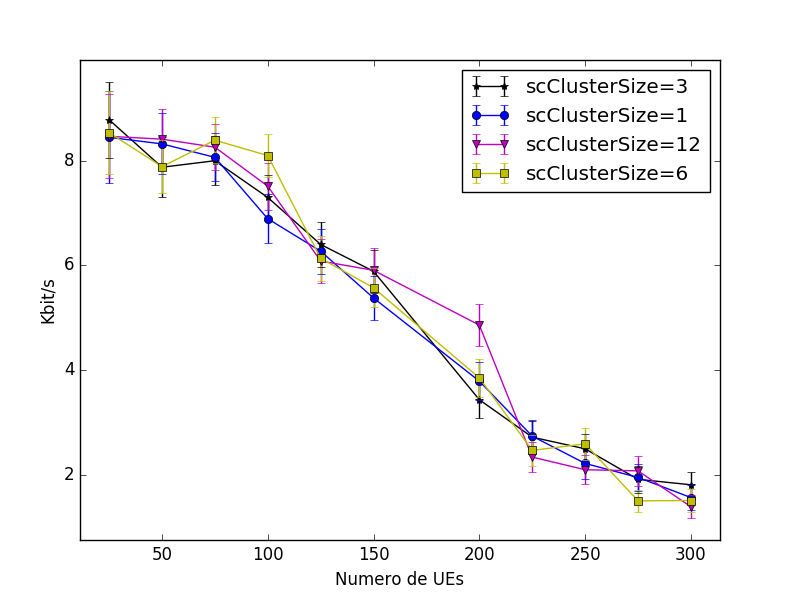 scClusterSize=3
scClusterSize=1
scClusterSize=12
scClusterSize=6
8
6
4
2
Kbit/s
50 100 150 200 250 300
Numero de UEs